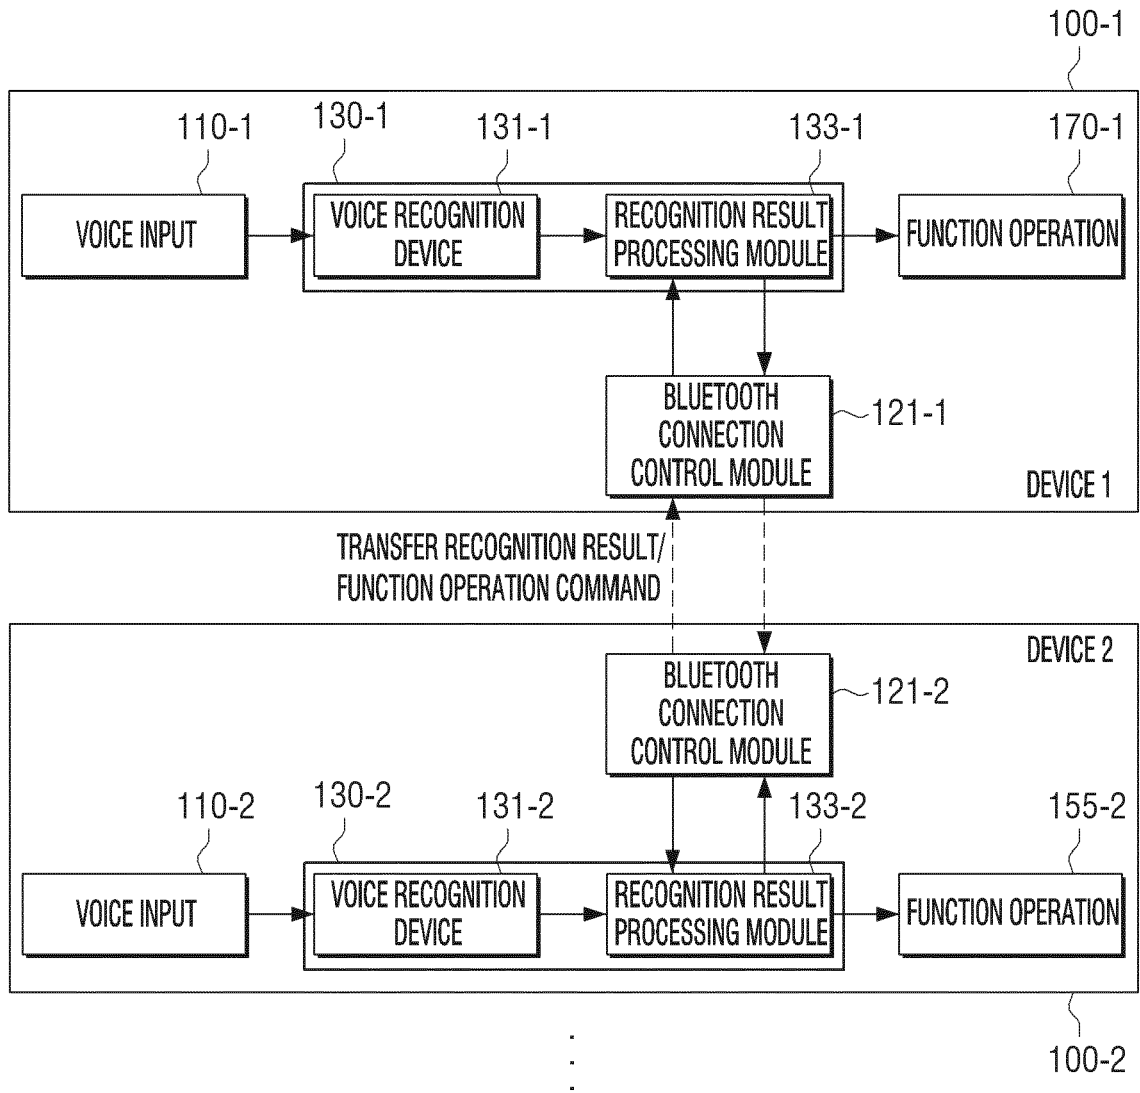 100-1
110-1
130-1
131-1
133-1
170-1
VOICE INPUT
VOICE RECOGNITION
DEVICE
RECOGNITION RESULT
PROCESSING MODULE
FUNCTION OPERATION
BLUETOOTH
CONNECTION
CONTROL MODULE
121-1
DEVICE 1
TRANSFER RECOGNITION RESULT/
FUNCTION OPERATION COMMAND
DEVICE 2
BLUETOOTH
CONNECTION
CONTROL MODULE
121-2
110-2
130-2
131-2
133-2
155-2
VOICE INPUT
VOICE RECOGNITION
DEVICE
RECOGNITION RESULT
PROCESSING MODULE
FUNCTION OPERATION
100-2